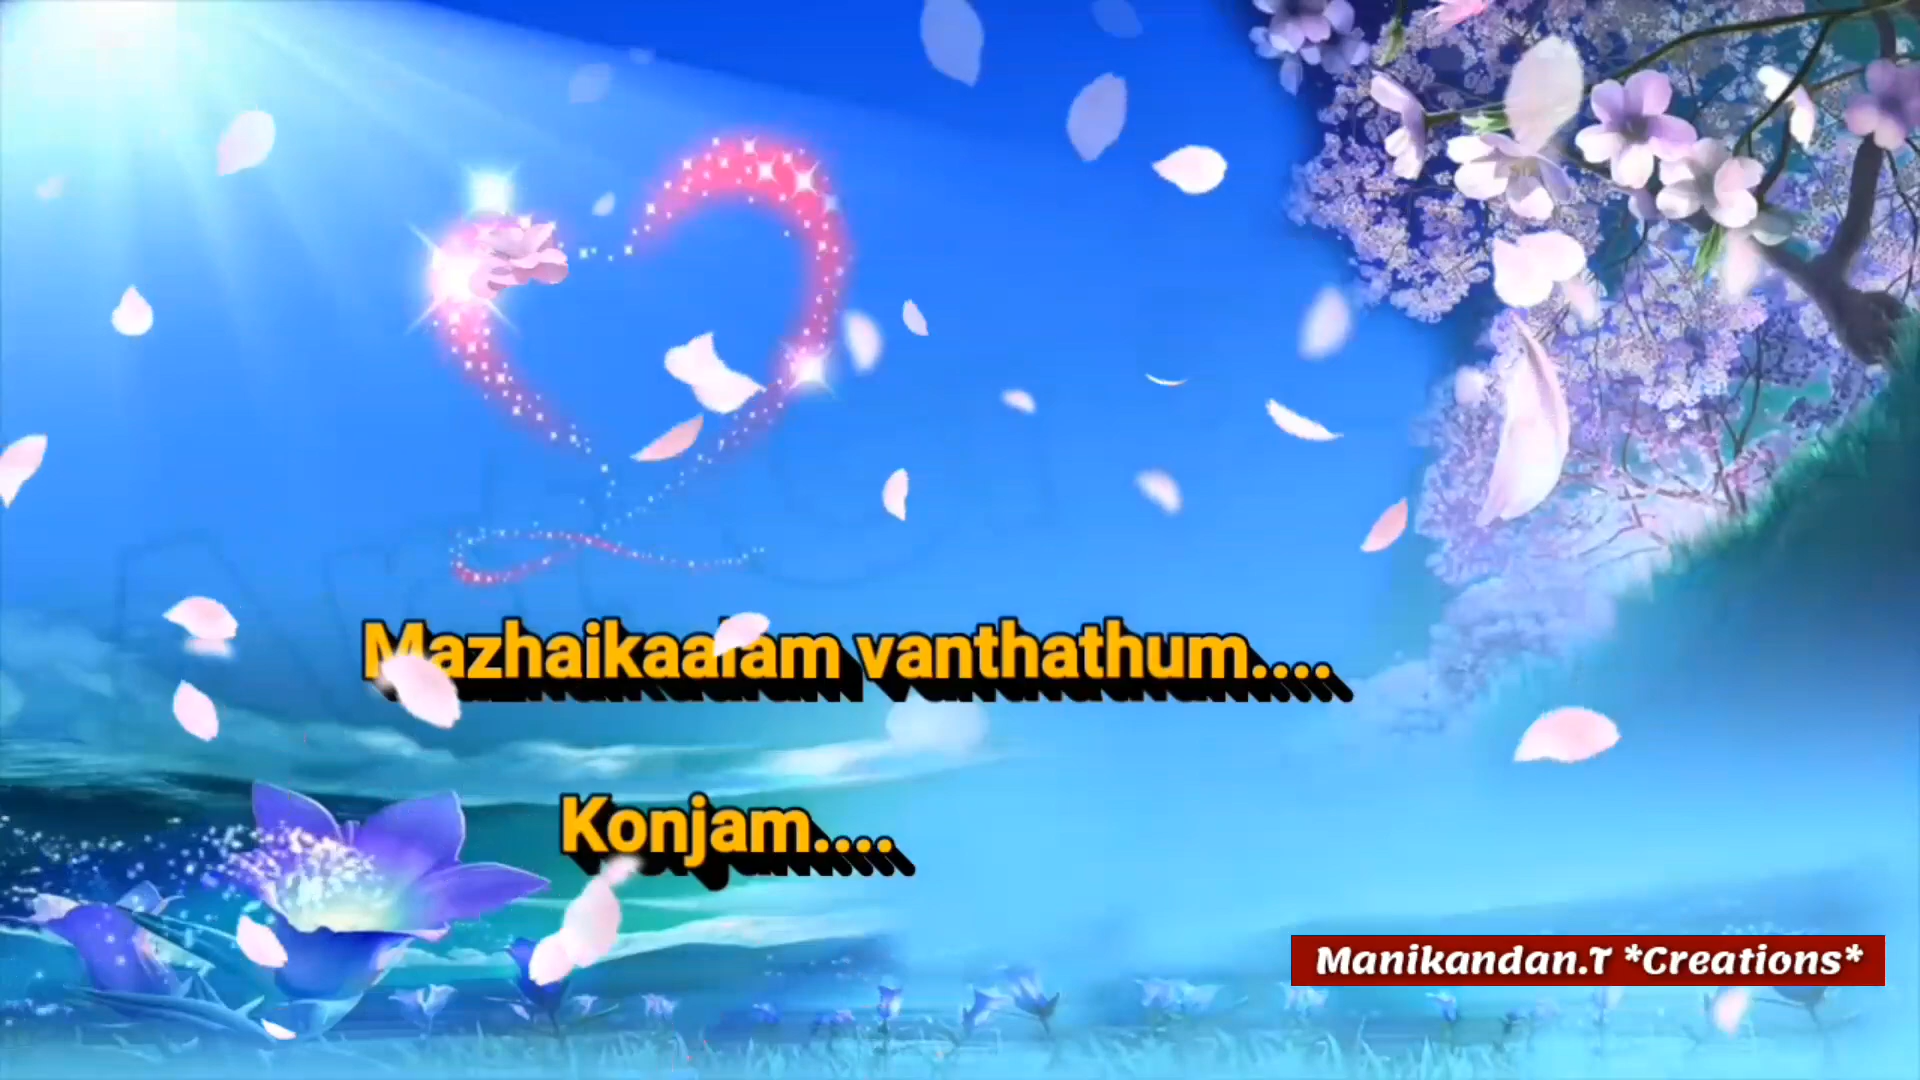 Mazhaikaalam vanthathum....
Konjam....
Manikandan.T *Creations*